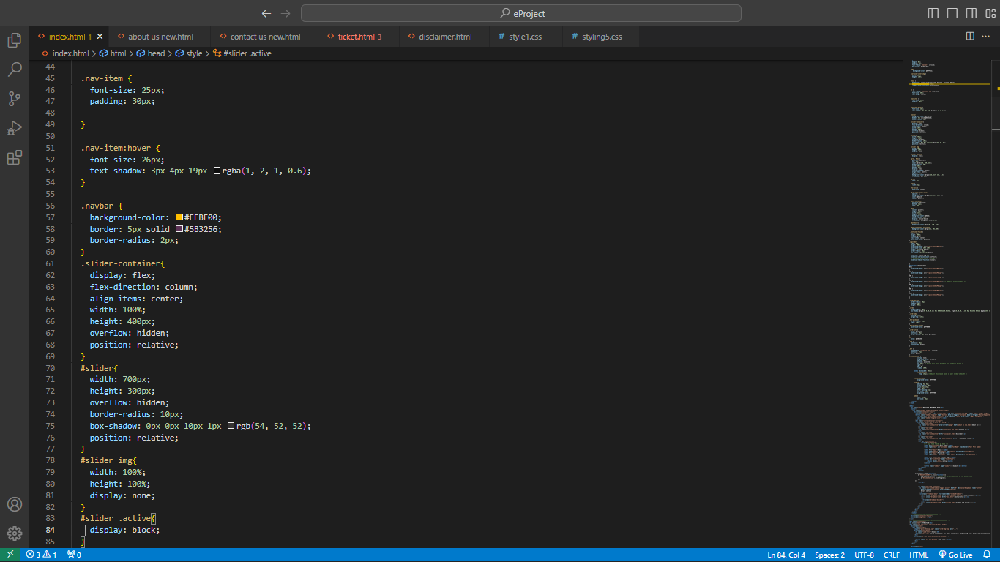 eProject
index.html 1
about us new.html
contact us new.html
ticket.html 3
disclaimer.html
# style1.css
# styling5.css
index.html > html > head > style > #slider .active
44
45 .nav-item {
46 font-size: 25px;
47 padding: 30px;
48
49 }
50
51 .nav-item:hover {
52 font-size: 26px;
53 text-shadow: 3px 4px 19px rgba(1, 2, 1, 0.6);
54 }
55
56 .navbar {
57 background-color: #FFBF00;
58 border: 5px solid #5B3256;
59 border-radius: 2px;
60 }
61 .slider-container{
62 display: flex;
63 flex-direction: column;
64 align-items: center;
65 width: 100%;
66 height: 400px;
67 overflow: hidden;
68 position: relative;
69 }
70 #slider{
71 width: 700px;
72 height: 300px;
73 overflow: hidden;
74 border-radius: 10px;
75 box-shadow: 0px 0px 10px 1px rgb(54, 52, 52);
76 position: relative;
77 }
78 #slider img{
79 width: 100%;
80 height: 100%;
81 display: none;
82 }
83 #slider .active{
84 display: block;
85 }
3 1 0 Ln 84, Col 4 Spaces: 2 UTF-8 CRLF HTML Go Live